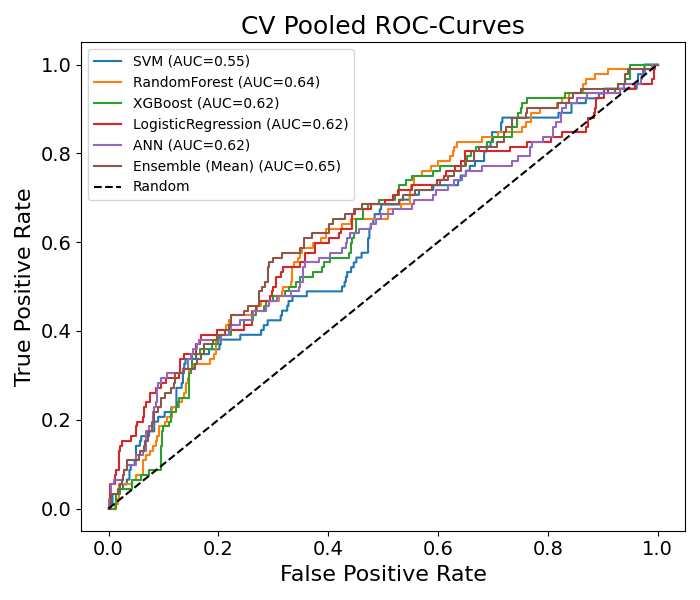 CV Pooled ROC-Curves
SVM (AUC=0.55)
RandomForest (AUC=0.64)
XGBoost (AUC=0.62)
LogisticRegression (AUC=0.62)
ANN (AUC=0.62)
Ensemble (Mean) (AUC=0.65)
Random
True Positive Rate
1.0
0.8
0.6
0.4
0.2
0.0
0.0 0.2 0.4 0.6 0.8 1.0
False Positive Rate